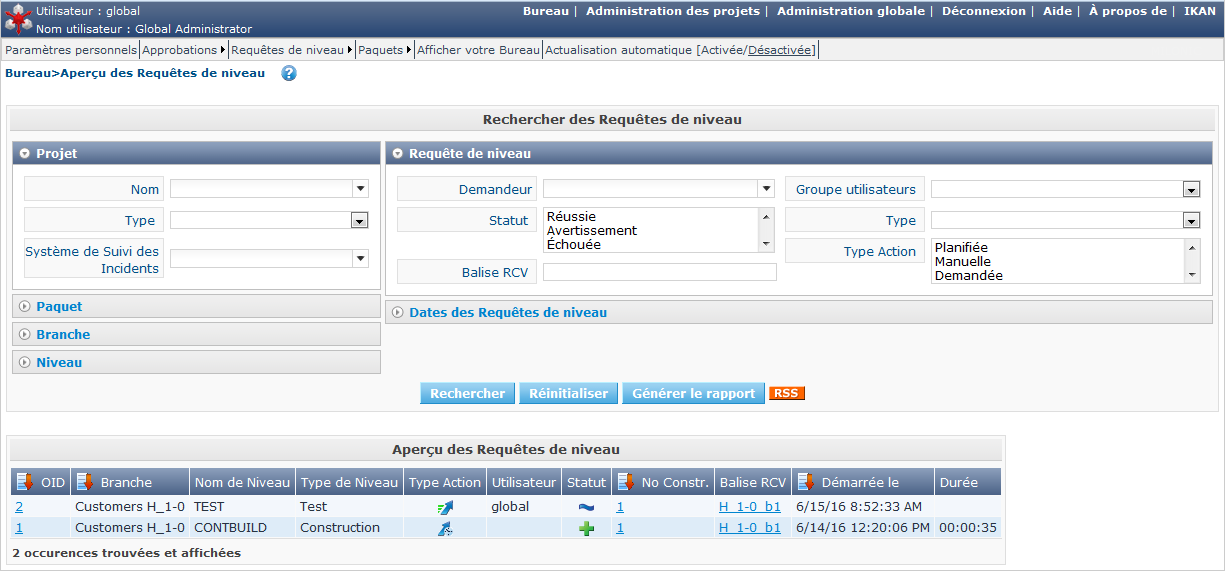 Utilisateur : global
Nom utilisateur : Global Administrator
Bureau | Administration des projets | Administration globale | Déconnexion | Aide | À propos de | IKAN
Paramètres personnels | Approbations | Requêtes de niveau | Paquets | Afficher votre Bureau | Actualisation automatique [Activée/Désactivée]
Bureau>Aperçu des Requêtes de niveau
Rechercher des Requêtes de niveau
Projet
Nom
Type
Système de Suivi des
Incidents
Paquet
Branche
Niveau
Requête de niveau
Demandeur
Statut
Réussie
Avertissement
Échouée
Balise RCV
Groupe utilisateurs
Type
Type Action
Planifiée
Manuelle
Demandée
Dates des Requêtes de niveau
Rechercher Réinitialiser Générer le rapport RSS
Aperçu des Requêtes de niveau
OID Branche Nom de Niveau Type de Niveau Type Action Utilisateur Statut No Constr. Balise RCV Démarrée le Durée
2 Customers H_1-0 TEST Test global 1 H_1-0_b1 6/15/16 8:52:33 AM
1 Customers H_1-0 CONTBUILD Construction 1 H_1-0_b1 6/14/16 12:20:06 PM 00:00:35
2 occurences trouvées et affichées